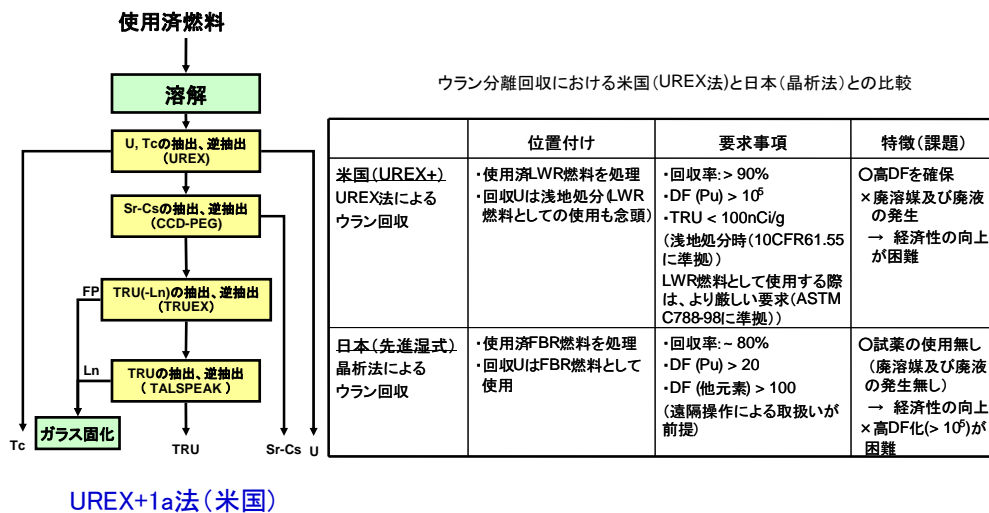 使用済燃料
溶解
U, Tcの抽出、逆抽出
(UREX)
Sr-Csの抽出、逆抽出
(CCD-PEG)
FP
TRU(-Ln)の抽出、逆抽出
(TRUEX)
Ln
TRUの抽出、逆抽出
( TALSPEAK )
ガラス固化
Tc
TRU
Sr-Cs
U
UREX+1a法(米国)
ウラン分離回収における米国(UREX法)と日本(晶析法)との比較
位置付け
要求事項
特徴(課題)
米国(UREX+)
UREX法による
ウラン回収
・使用済LWR燃料を処理
・回収Uは浅地処分(LWR
燃料としての使用も念頭)
・回収率:> 90%
・DF (Pu) > 10⁵
・TRU < 100nCi/g
(浅地処分時(10CFR61.55
に準拠))
LWR燃料として使用する際
は、より厳しい要求(ASTM
C788-98に準拠))
○高DFを確保
×廃溶媒及び廃液
の発生
→ 経済性の向上
が困難
日本(先進湿式)
晶析法による
ウラン回収
・使用済FBR燃料を処理
・回収UはFBR燃料として
使用
・回収率:~ 80%
・DF (Pu) > 20
・DF (他元素) > 100
(遠隔操作による取扱いが
前提)
○試薬の使用無し
(廃溶媒及び廃液
の発生無し)
→ 経済性の向上
×高DF化(> 10⁵)が
困難